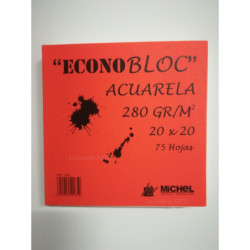 "ECONOBLOC"
ACUARELA
280 GR/M²
20 x 20
75 Hojas
MICHEL